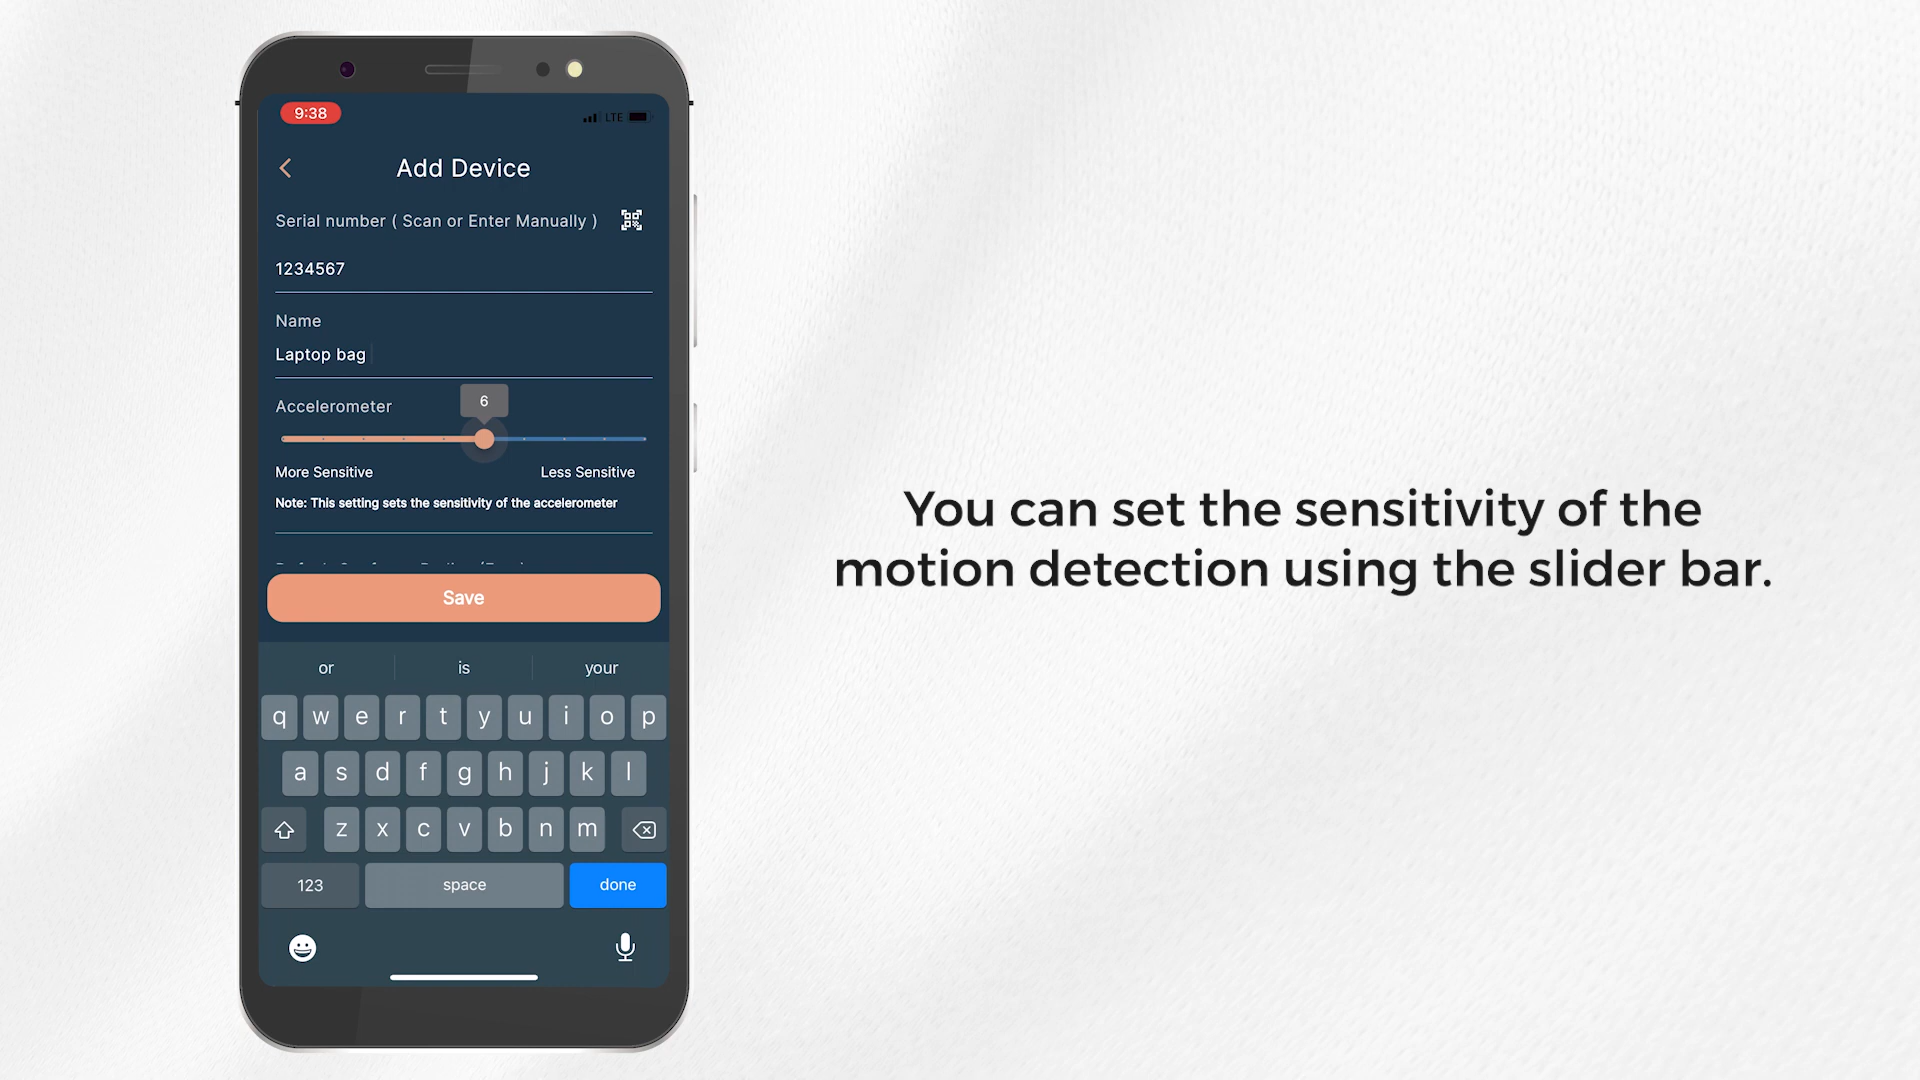 9:38
LTE
Add Device
Serial number ( Scan or Enter Manually )
1234567
Name
Laptop bag
6
Accelerometer
More Sensitive Less Sensitive
Note: This setting sets the sensitivity of the accelerometer
Save
or is your
q w e r t y u i o p
a s d f g h j k l
z x c v b n m
123 space done
You can set the sensitivity of the
motion detection using the slider bar.